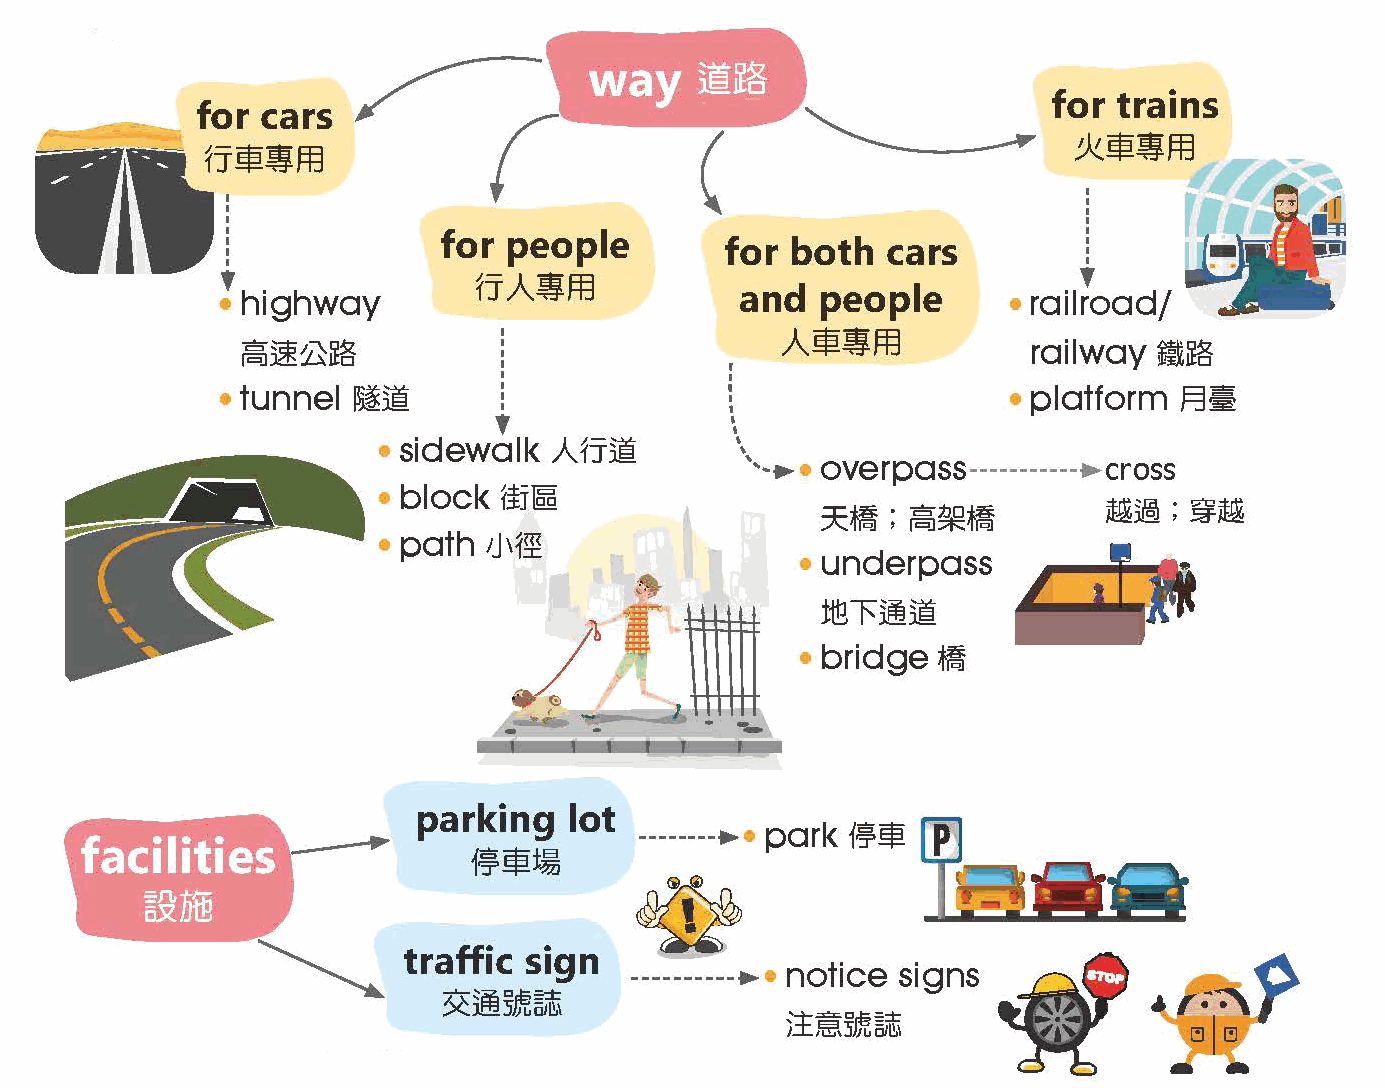 way 道路
for cars
行車專用
highway
高速公路
tunnel 隧道
for people
行人專用
sidewalk 人行道
block 街區
path 小徑
for both cars
and people
人車專用
overpass
天橋；高架橋
cross
越過；穿越
underpass
地下通道
bridge 橋
for trains
火車專用
railroad/
railway 鐵路
platform 月臺
facilities
設施
parking lot
停車場
park 停車
P
traffic sign
交通號誌
!
notice signs
注意號誌
STOP